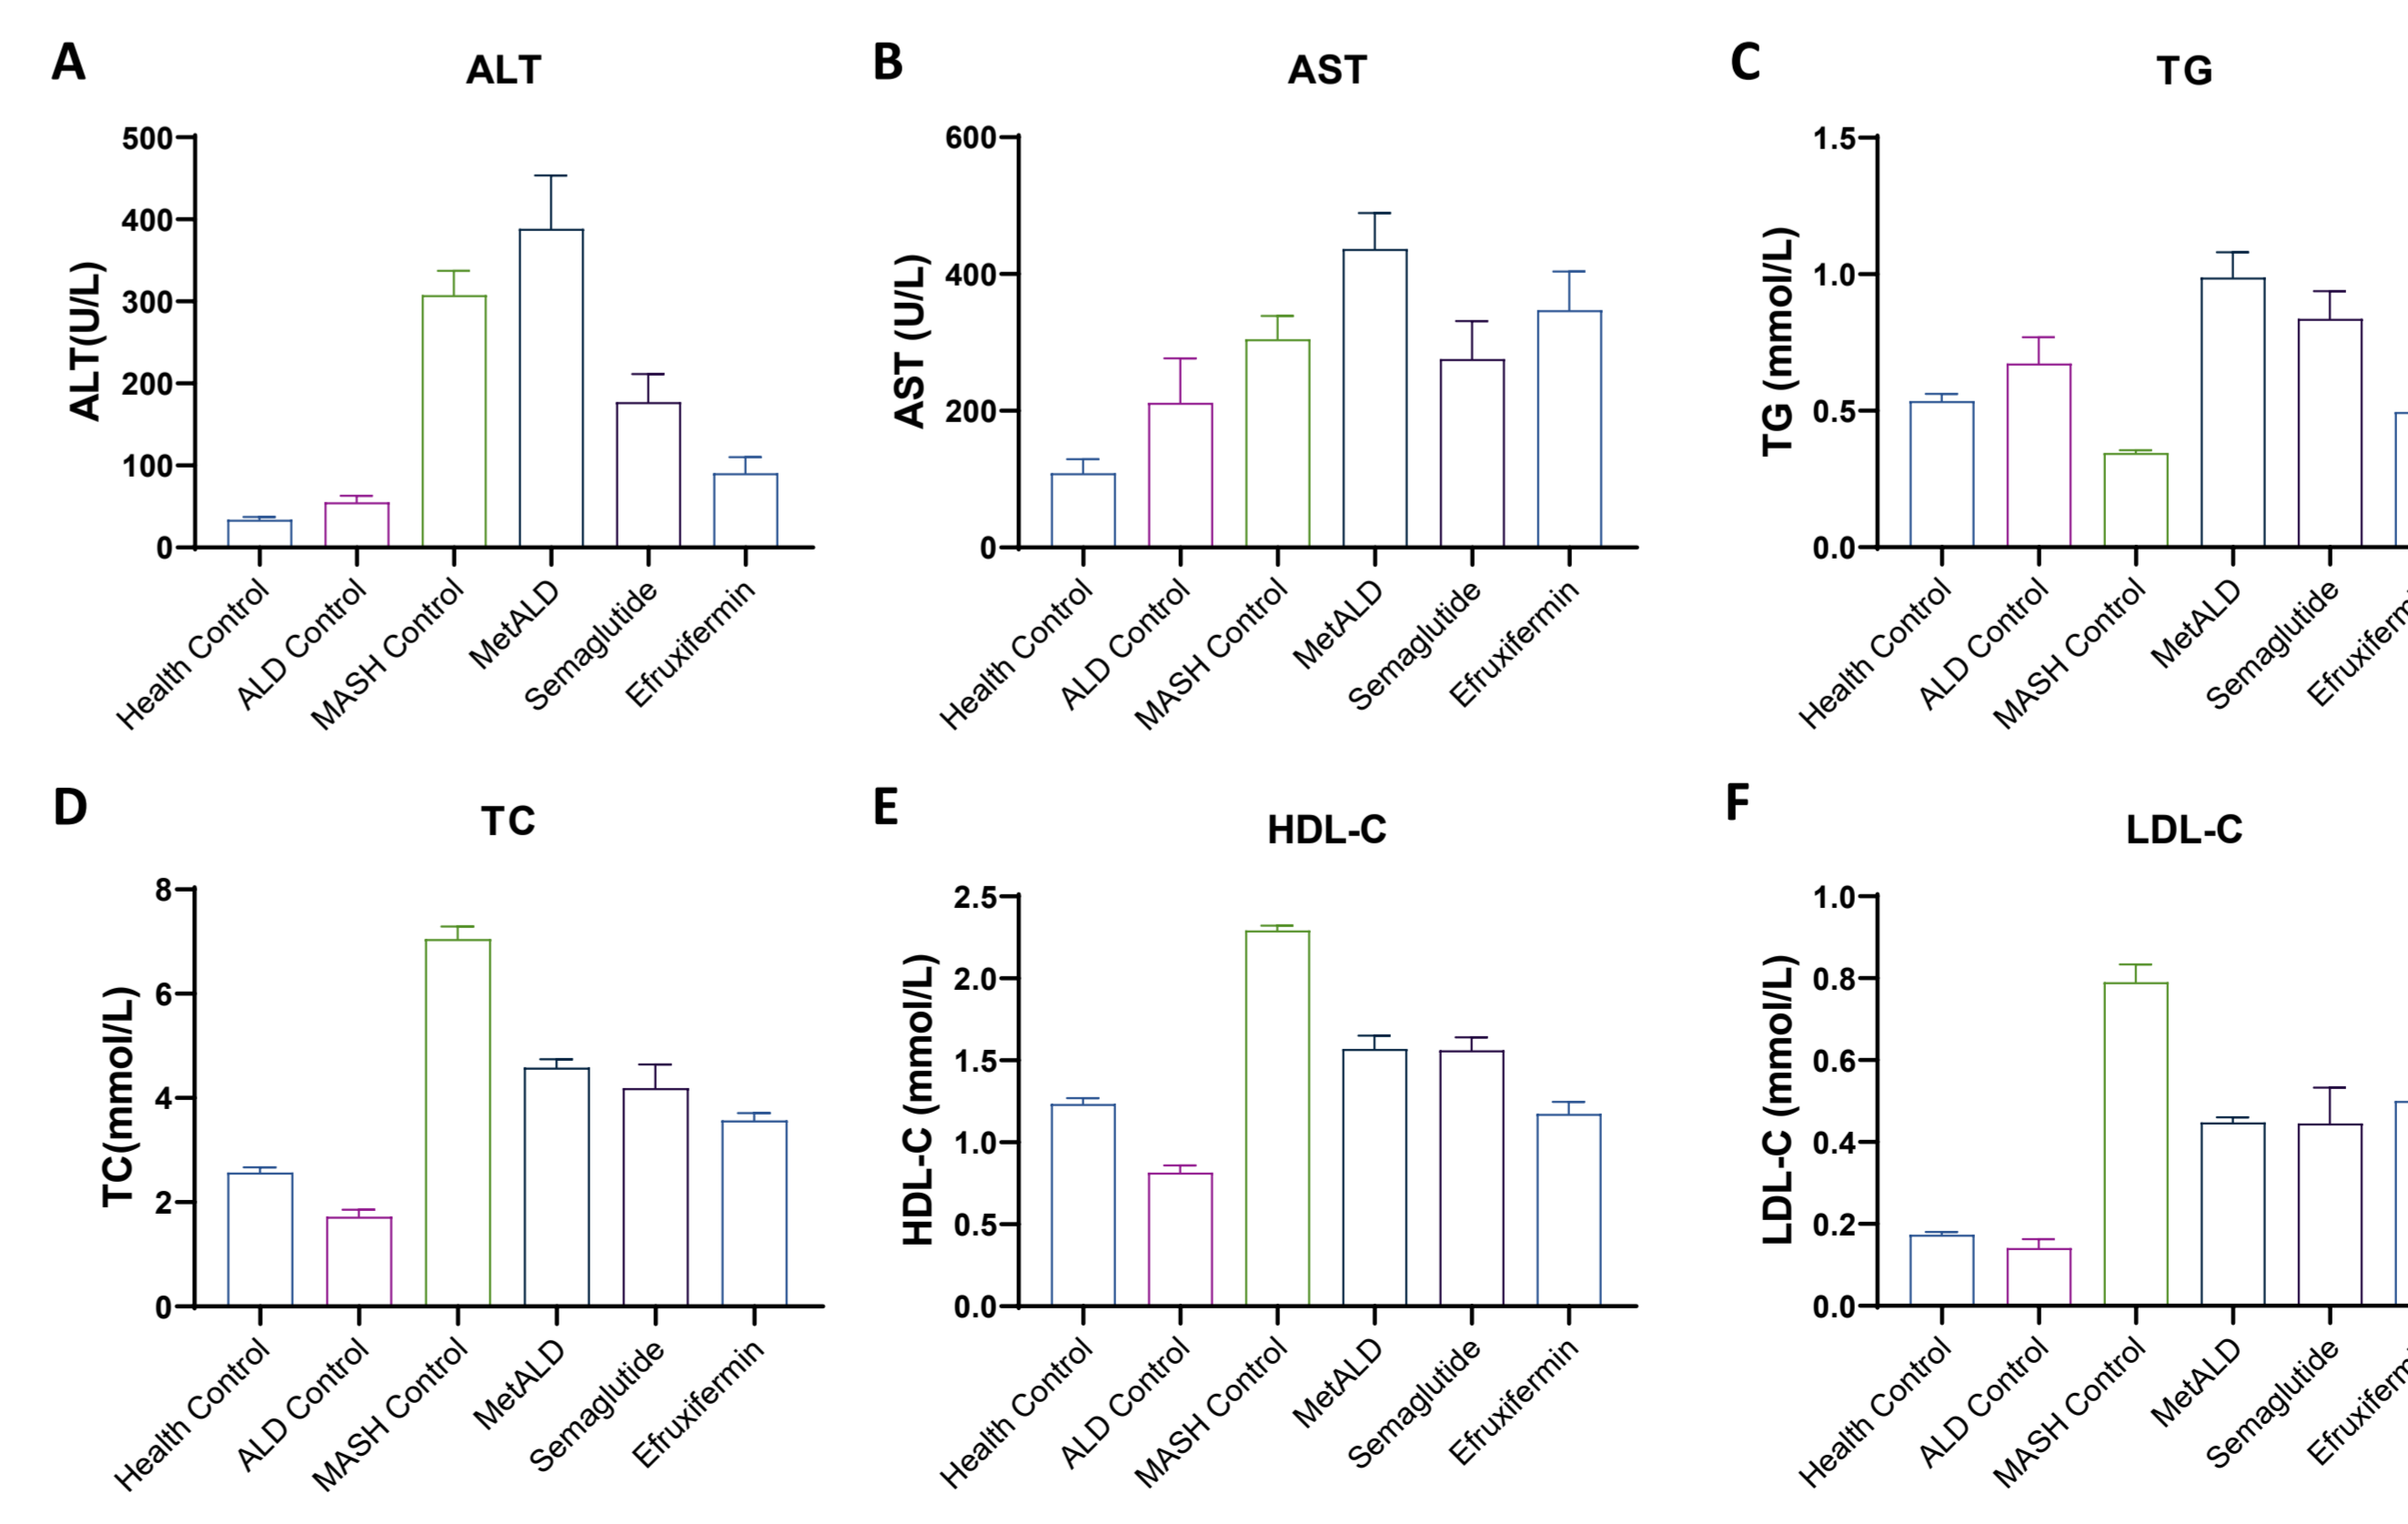 A
ALT
ALT(U/L)
500
400
300
200
100
0
Health Control
ALD Control
MASH Control
MetALD
Semaglutide
Efruxifermin
B
AST
AST (U/L)
600
400
200
0
Health Control
ALD Control
MASH Control
MetALD
Semaglutide
Efruxifermin
C
TG
TG (mmol/L)
1.5
1.0
0.5
0.0
Health Control
ALD Control
MASH Control
MetALD
Semaglutide
Efruxifermi
D
TC
TC(mmol/L)
8
6
4
2
0
Health Control
ALD Control
MASH Control
MetALD
Semaglutide
Efruxifermin
E
HDL-C
HDL-C (mmol/L)
2.5
2.0
1.5
1.0
0.5
0.0
Health Control
ALD Control
MASH Control
MetALD
Semaglutide
Efruxifermin
F
LDL-C
LDL-C (mmol/L)
1.0
0.8
0.6
0.4
0.2
0.0
Health Control
ALD Control
MASH Control
MetALD
Semaglutide
Efruxiferm